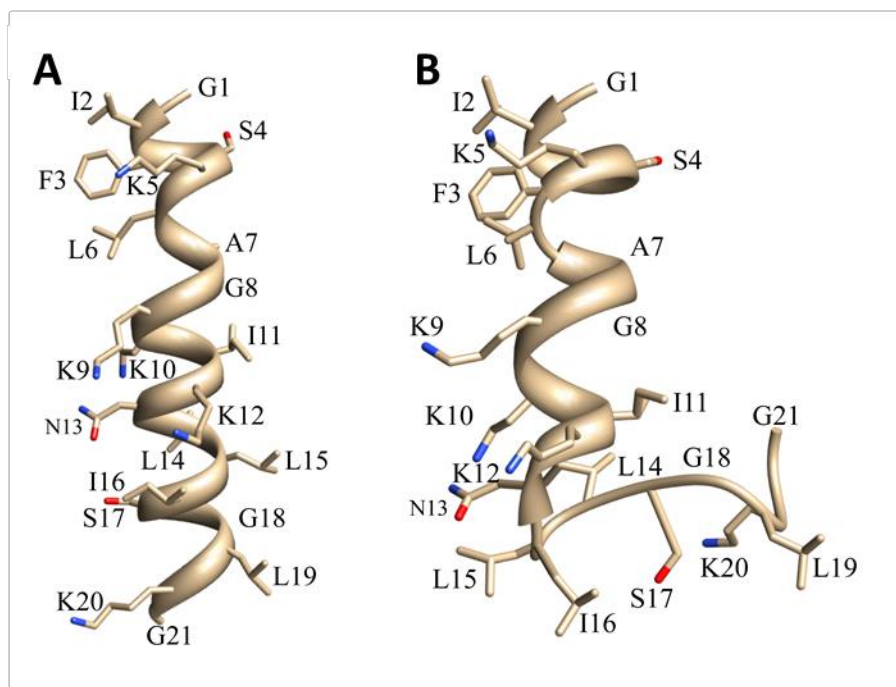 A
I2
G1
S4
F3
K5
L6
A7
G8
K9
K10
I11
N13
K12
L14
L15
I16
S17
G18
L19
K20
G21
B
I2
G1
K5
S4
F3
L6
A7
G8
K9
I11
K10
G21
K12
L14
G18
N13
L15
K20
L19
S17
I16